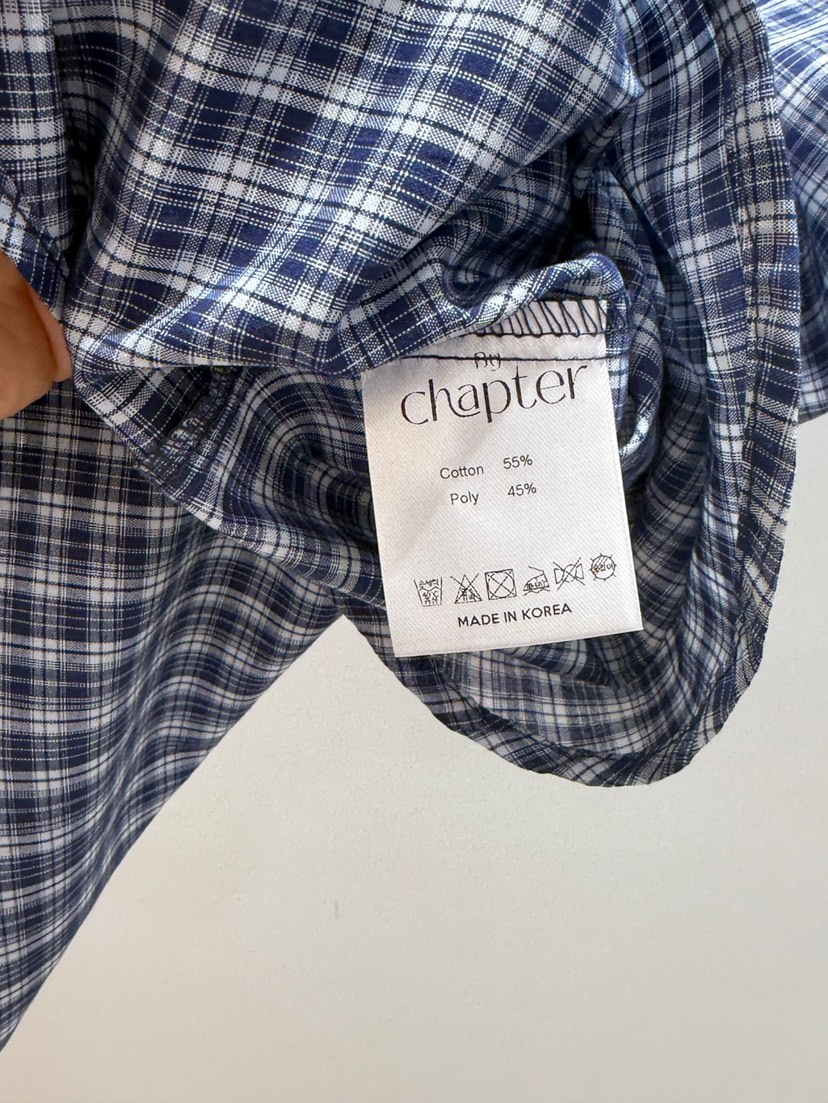 By
chapter
Cotton 55%
Poly 45%
MADE IN KOREA